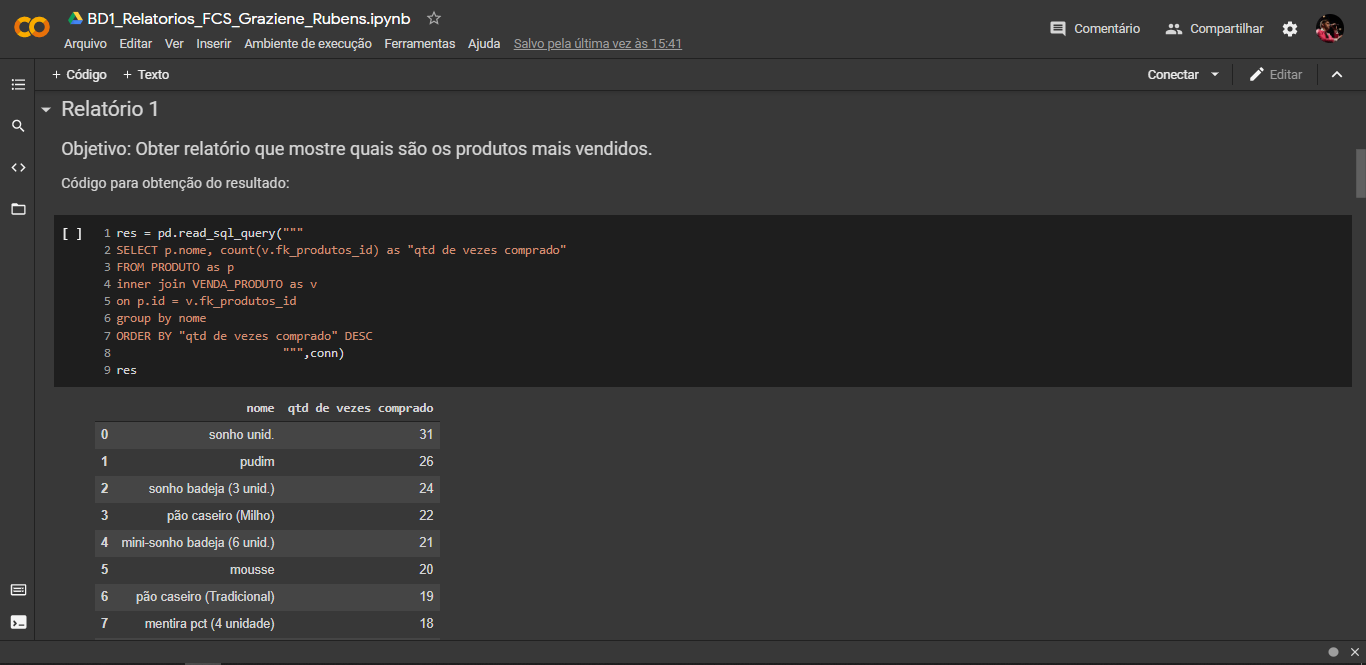 BD1_Relatorios_FCS_Graziene_Rubens.ipynb
Comentário Compartilhar
Arquivo Editar Ver Inserir Ambiente de execução Ferramentas Ajuda Salvo pela última vez às 15:41
+ Código + Texto
Conectar Editar
Relatório 1
Objetivo: Obter relatório que mostre quais são os produtos mais vendidos.
Código para obtenção do resultado:
[ ] 1 res = pd.read_sql_query("""
2 SELECT p.nome, count(v.fk_produtos_id) as "qtd de vezes comprado"
3 FROM PRODUTO as p
4 inner join VENDA_PRODUTO as v
5 on p.id = v.fk_produtos_id
6 group by nome
7 ORDER BY "qtd de vezes comprado" DESC
8 """,conn)
9 res
nome qtd de vezes comprado
0 sonho unid. 31
1 pudim 26
2 sonho badeja (3 unid.) 24
3 pão caseiro (Milho) 22
4 mini-sonho badeja (6 unid.) 21
5 mousse 20
6 pão caseiro (Tradicional) 19
7 mentira pct (4 unidade) 18